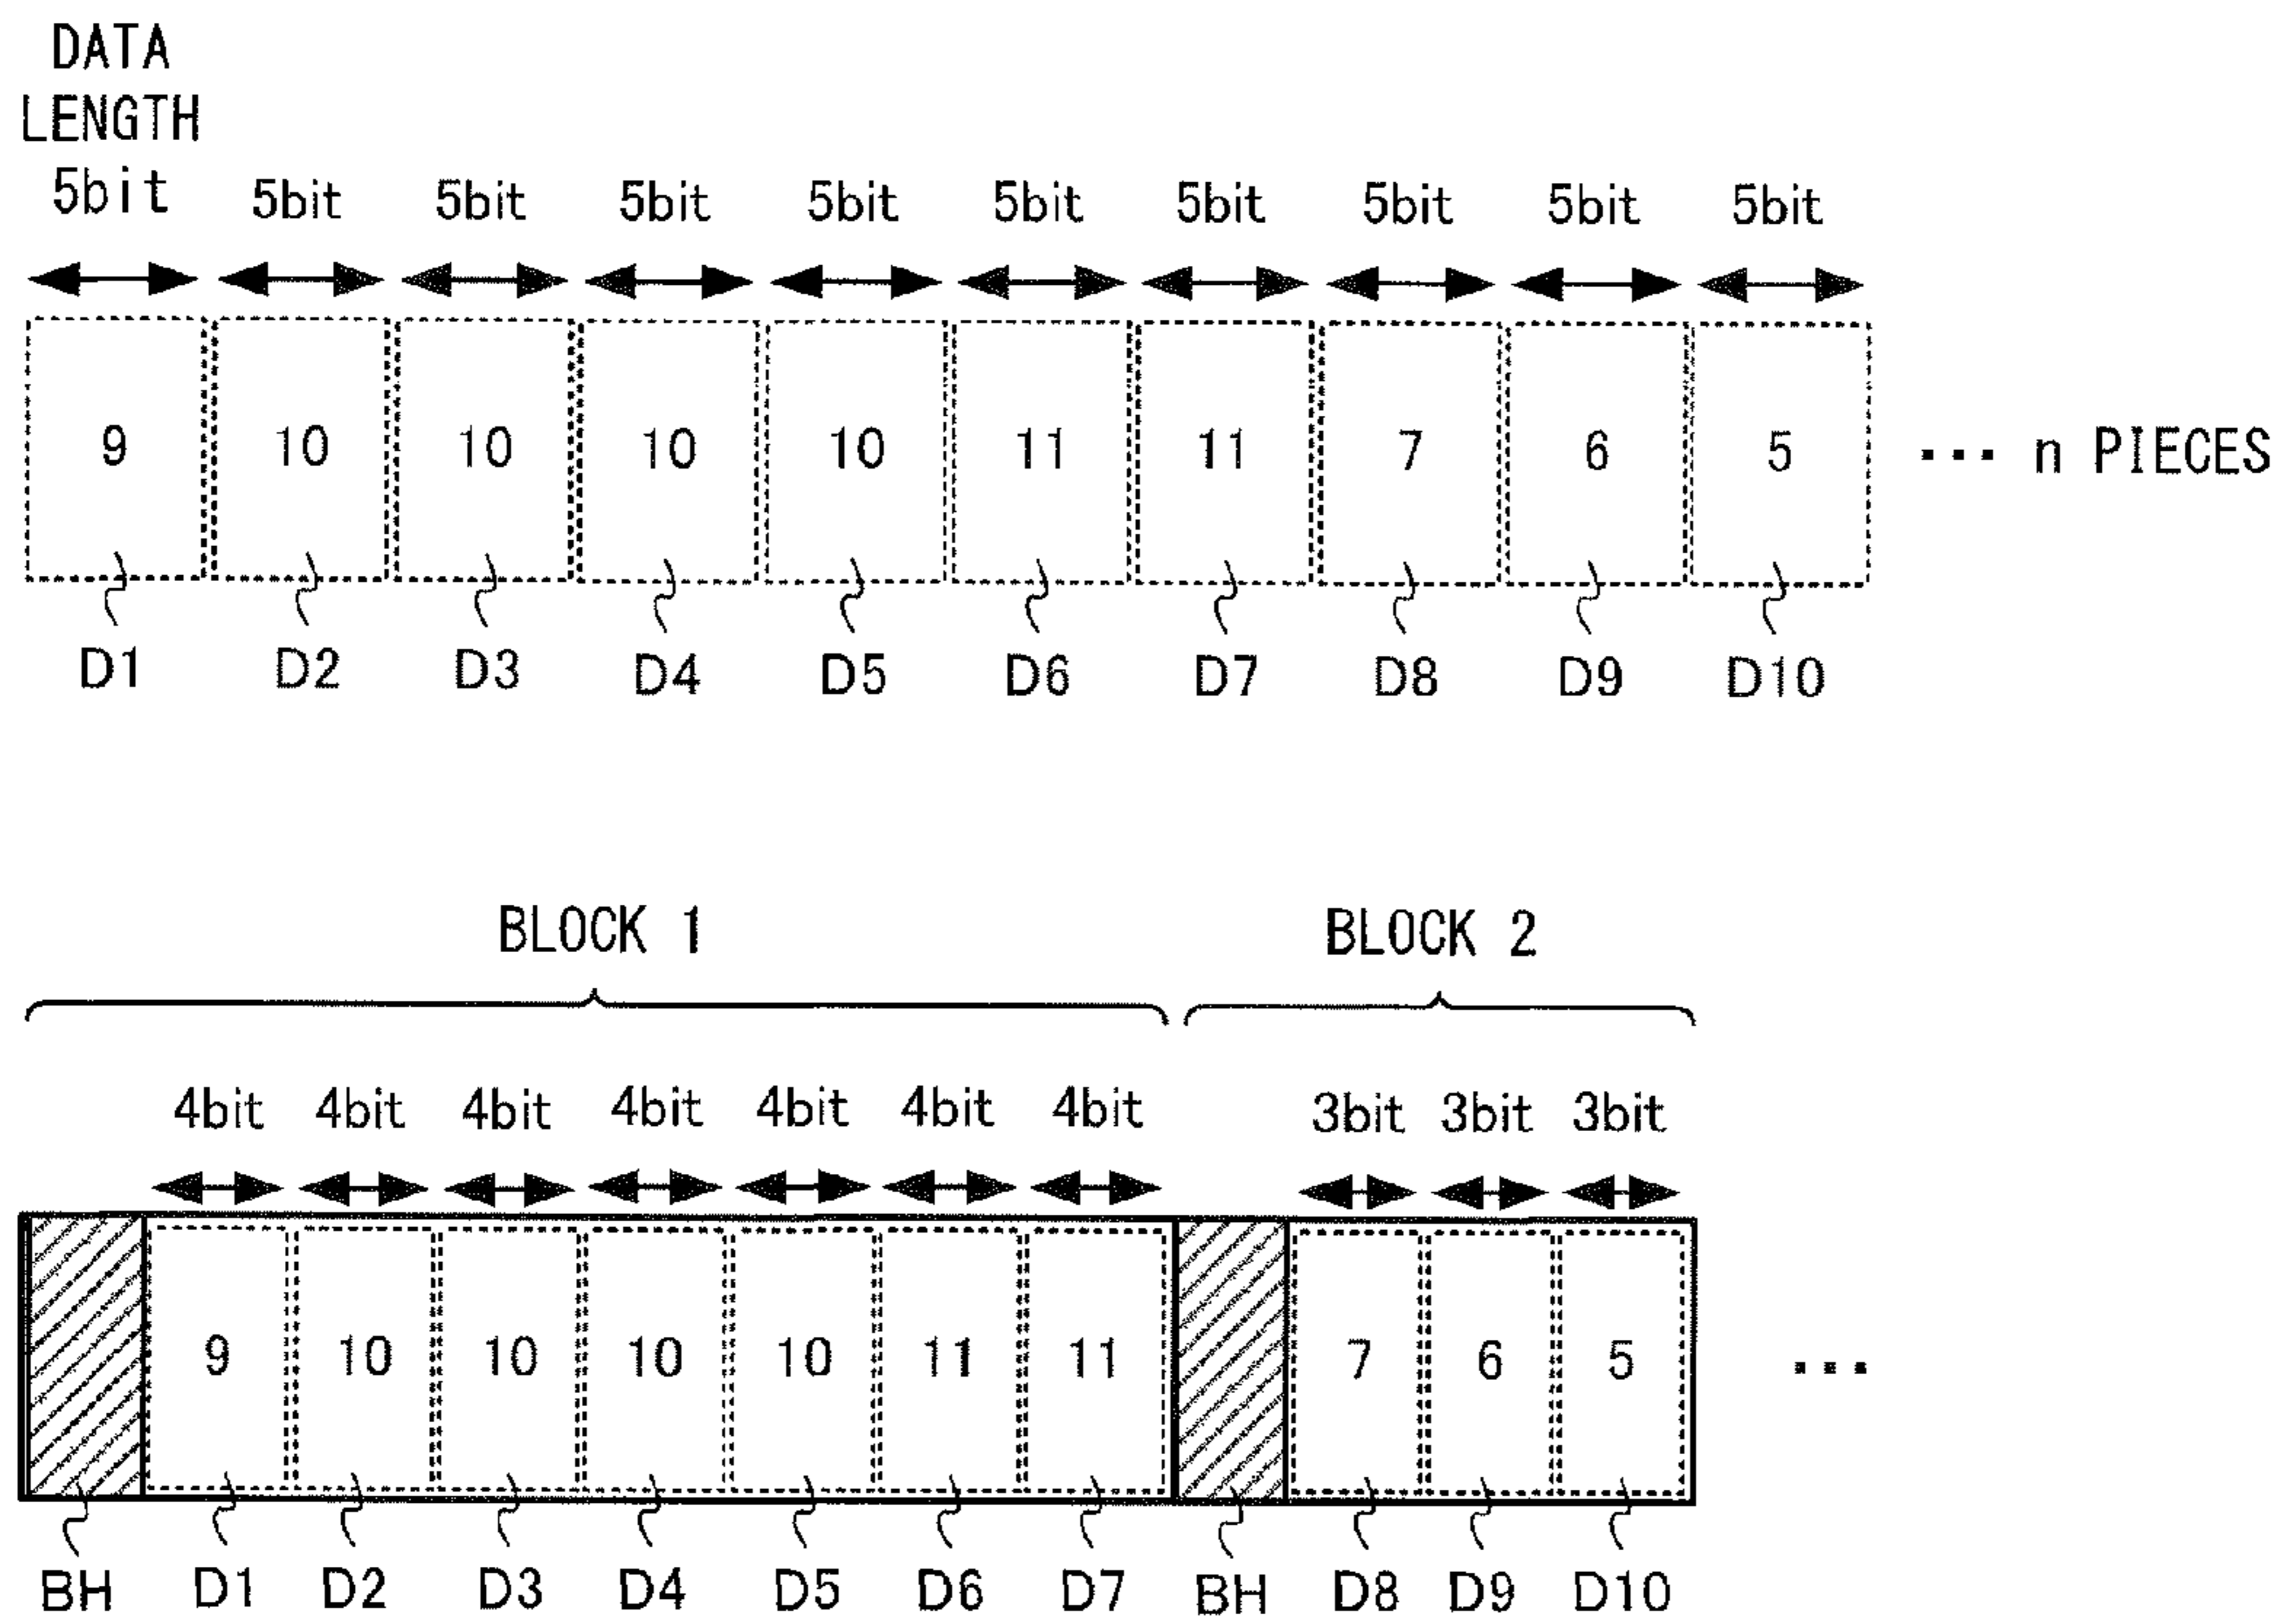 DATA
LENGTH
5bit 5bit 5bit 5bit 5bit 5bit 5bit 5bit 5bit 5bit
9 10 10 10 10 11 11 7 6 5 ... n PIECES
D1 D2 D3 D4 D5 D6 D7 D8 D9 D10
BLOCK 1 BLOCK 2
4bit 4bit 4bit 4bit 4bit 4bit 4bit 3bit 3bit 3bit
9 10 10 10 10 11 11 7 6 5 ...
BH D1 D2 D3 D4 D5 D6 D7 BH D8 D9 D10